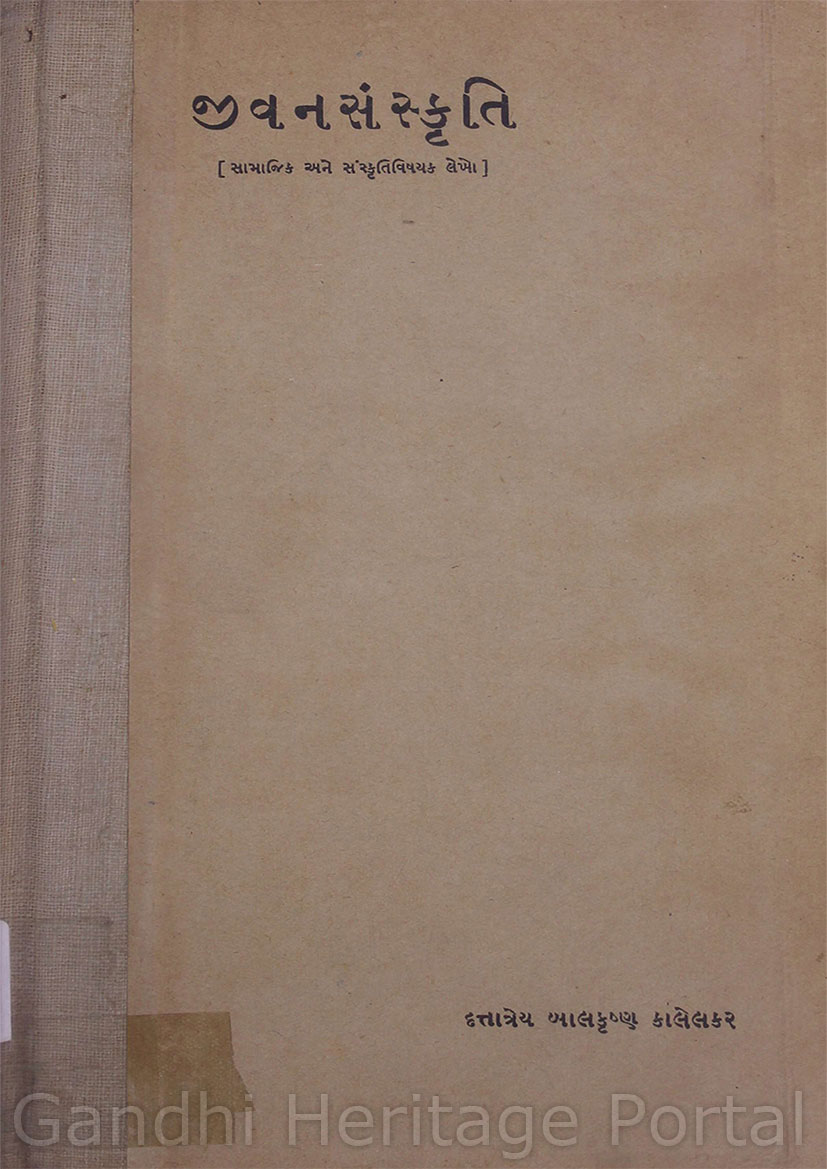 જીવનસંસ્કૃતિ
[ સામાજિક અને સંસ્કૃતિવિષયક લેખો ]
દત્તાત્રેય બાલકૃષ્ણ કાલેલકર
Gandhi Heritage Portal